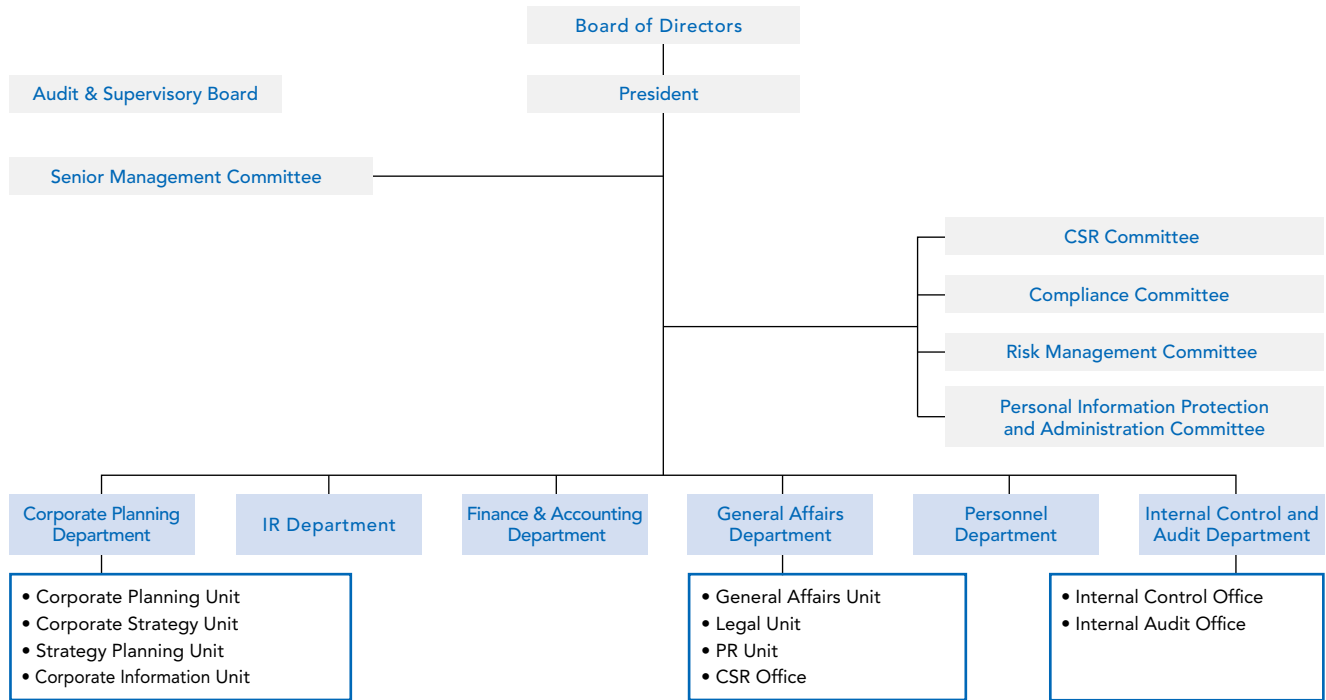 Board of Directors
Audit & Supervisory Board
President
Senior Management Committee
CSR Committee
Compliance Committee
Risk Management Committee
Personal Information Protection
and Administration Committee
Corporate Planning
Department
IR Department
Finance & Accounting
Department
General Affairs
Department
Personnel
Department
Internal Control and
Audit Department
• Corporate Planning Unit
• Corporate Strategy Unit
• Strategy Planning Unit
• Corporate Information Unit
• General Affairs Unit
• Legal Unit
• PR Unit
• CSR Office
• Internal Control Office
• Internal Audit Office